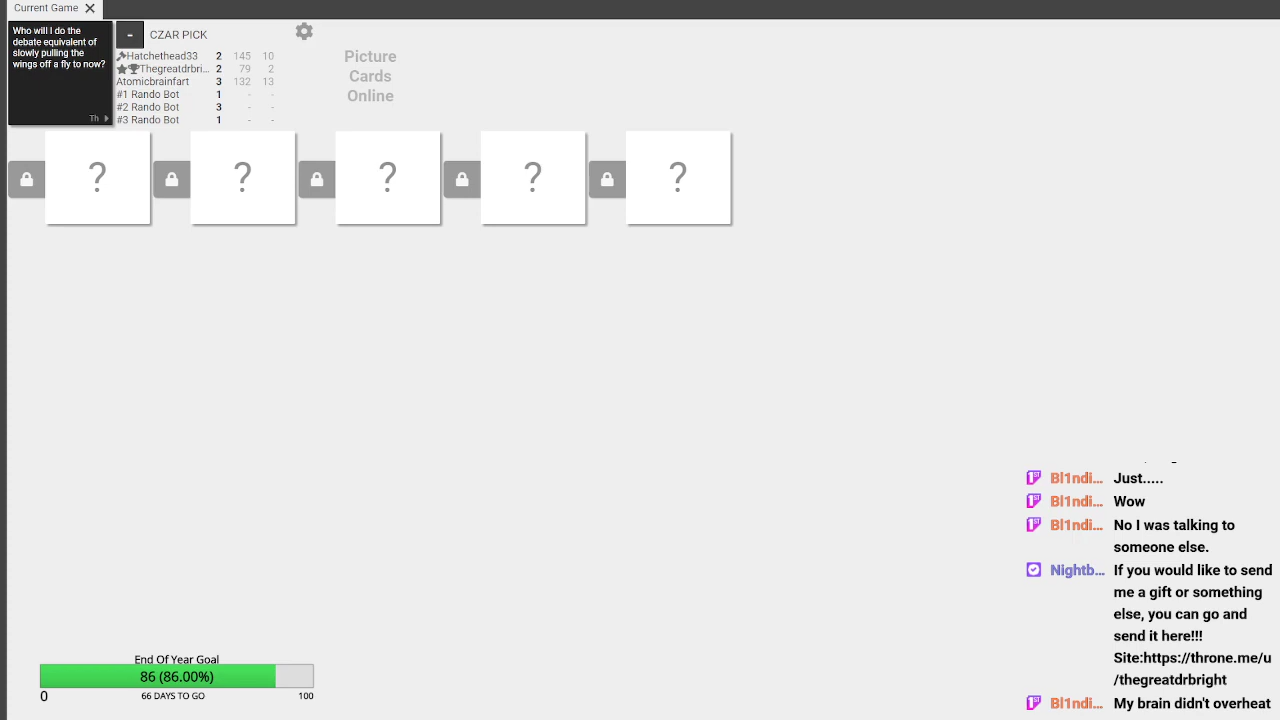 Current Game
Who will I do the
debate equivalent of
slowly pulling the
wings off a fly to now?
Th
-
CZAR PICK
Hatchethead33 2 145 10
Thegreatdrbri... 2 79 2
Atomicbrainfart 3 132 13
#1 Rando Bot 1 - -
#2 Rando Bot 3 - -
#3 Rando Bot 1 - -
Picture
Cards
Online
? ? ? ? ?
Bl1ndi... Just.....
Bl1ndi... Wow
Bl1ndi... No I was talking to
someone else.
Nightb... If you would like to send
me a gift or something
else, you can go and
send it here!!!
Site:https://throne.me/u
/thegreatdrbright
Bl1ndi... My brain didn't overheat
End Of Year Goal
86 (86.00%)
0 66 DAYS TO GO 100